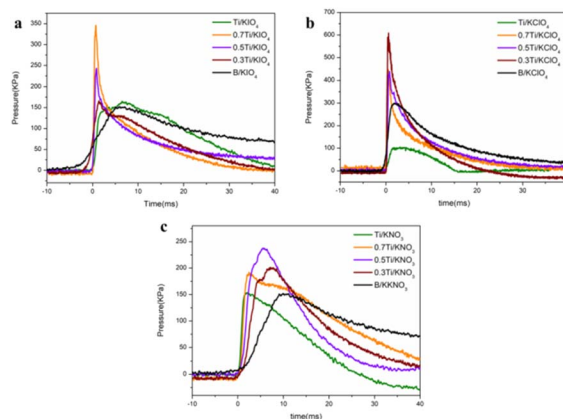 a
Pressure(KPa)
350
300
250
200
150
100
50
0
-10 0 10 20 30 40
Time(ms)
Ti/KIO₄
0.7Ti/KIO₄
0.5Ti/KIO₄
0.3Ti/KIO₄
B/KIO₄
b
Pressure(KPa)
700
600
500
400
300
200
100
0
-10 0 10 20 30 40
time(ms)
Ti/KClO₄
0.7Ti/KClO₄
0.5Ti/KClO₄
0.3Ti/KClO₄
B/KClO₄
c
Pressure(KPa)
250
200
150
100
50
0
-10 0 10 20 30 40
time(ms)
Ti/KNO₃
0.7Ti/KNO₃
0.5Ti/KNO₃
0.3Ti/KNO₃
B/KKNO₃